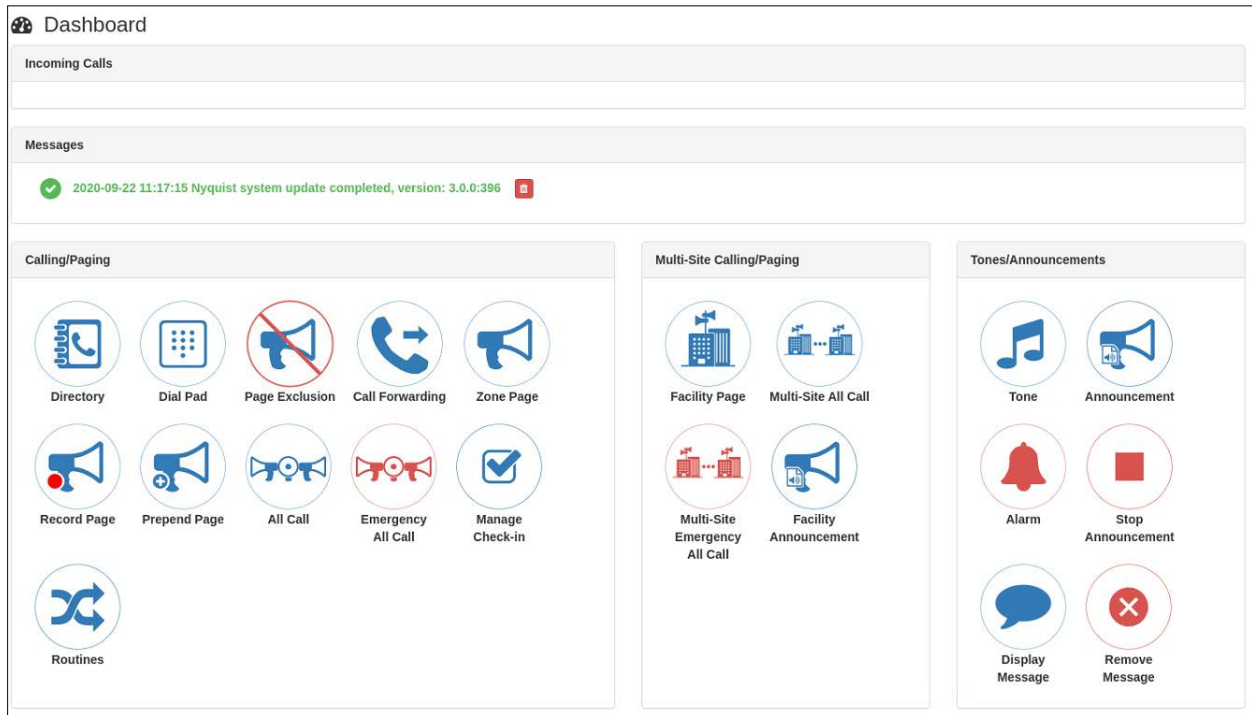 Dashboard
Incoming Calls
Messages
2020-09-22 11:17:15 Nyquist system update completed, version: 3.0.0:396
Calling/Paging
Directory
Dial Pad
Page Exclusion
Call Forwarding
Zone Page
Record Page
Prepend Page
All Call
Emergency
All Call
Manage
Check-in
Routines
Multi-Site Calling/Paging
Facility Page
Multi-Site All Call
Multi-Site
Emergency
All Call
Facility
Announcement
Tones/Announcements
Tone
Announcement
Alarm
Stop
Announcement
Display
Message
Remove
Message